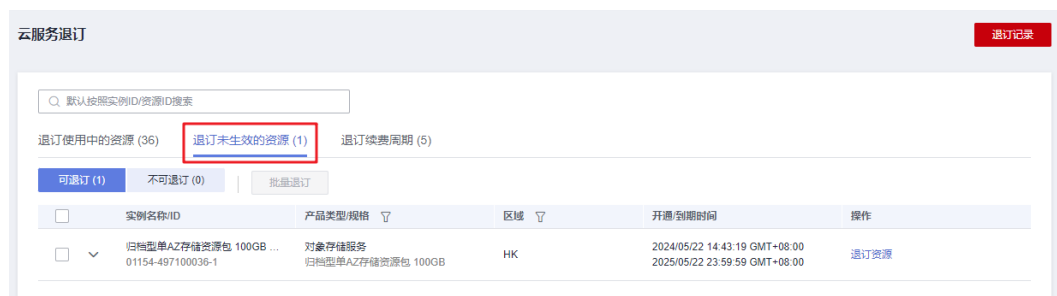 云服务退订
退订记录
默认按照实例ID/资源ID搜索
退订使用中的资源 (36) 退订未生效的资源 (1) 退订续费周期 (5)
可退订 (1) 不可退订 (0) 批量退订
实例名称/ID 产品类型/规格 区域 开通/到期时间 操作
归档型单AZ存储资源包 100GB ... 对象存储服务 HK 2024/05/22 14:43:19 GMT+08:00 退订资源
01154-497100036-1 归档型单AZ存储资源包 100GB 2025/05/22 23:59:59 GMT+08:00